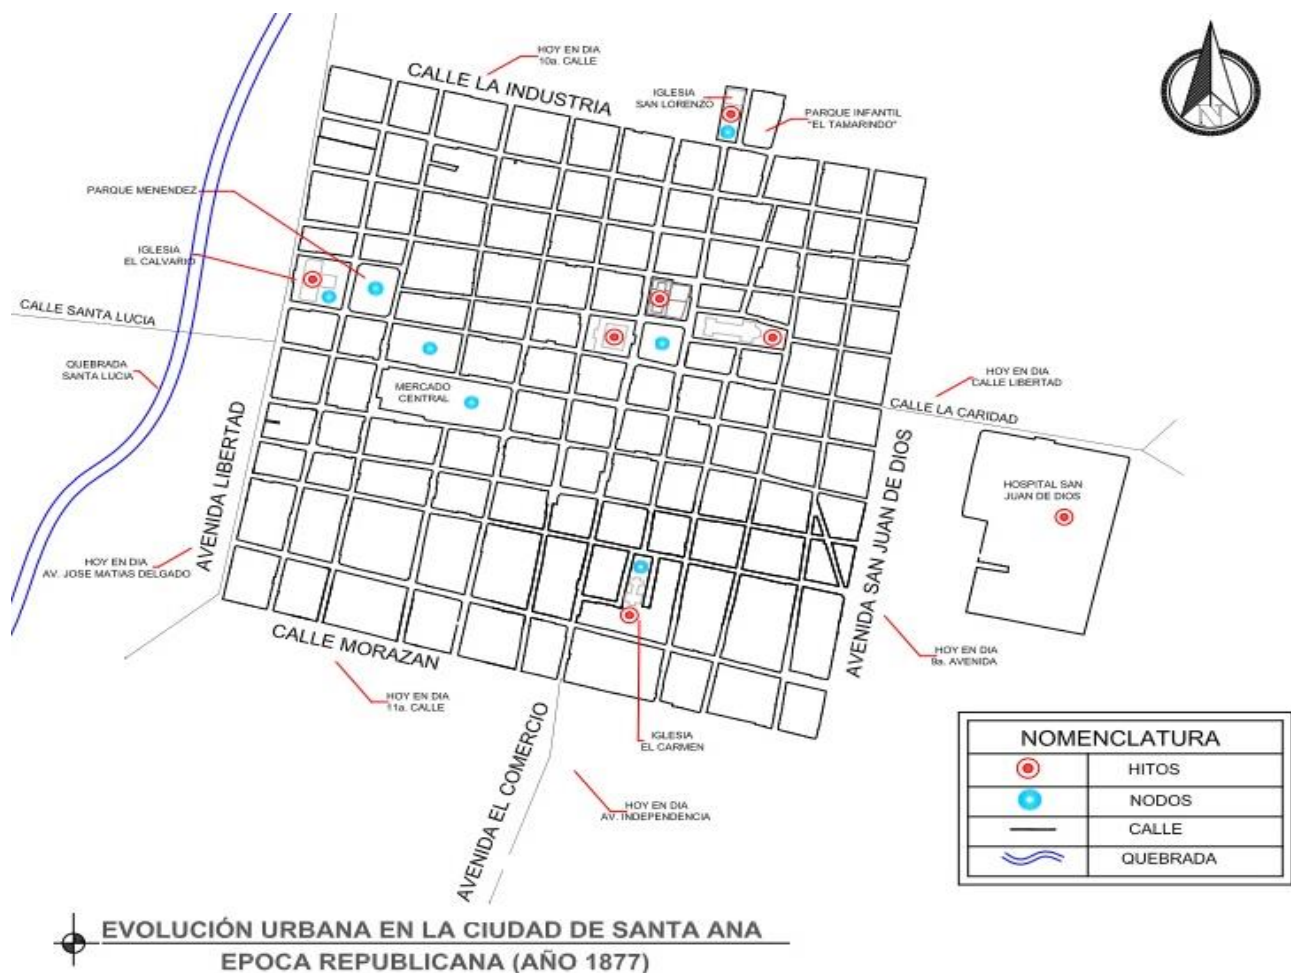 HOY EN DIA
10a. CALLE
CALLE LA INDUSTRIA
IGLESIA
SAN LORENZO
PARQUE INFANTIL
"EL TAMARINDO"
N
PARQUE MENENDEZ
IGLESIA
EL CALVARIO
CALLE SANTA LUCIA
QUEBRADA
SANTA LUCIA
MERCADO
CENTRAL
HOY EN DIA
CALLE LIBERTAD
CALLE LA CARIDAD
AVENIDA LIBERTAD
AVENIDA SAN JUAN DE DIOS
HOSPITAL SAN
JUAN DE DIOS
HOY EN DIA
AV. JOSE MATIAS DELGADO
CALLE MORAZAN
HOY EN DIA
9a. AVENIDA
HOY EN DIA
11a. CALLE
IGLESIA
EL CARMEN
AVENIDA EL COMERCIO
HOY EN DIA
AV. INDEPENDENCIA
NOMENCLATURA
HITOS
NODOS
CALLE
QUEBRADA
EVOLUCIÓN URBANA EN LA CIUDAD DE SANTA ANA
EPOCA REPUBLICANA (AÑO 1877)